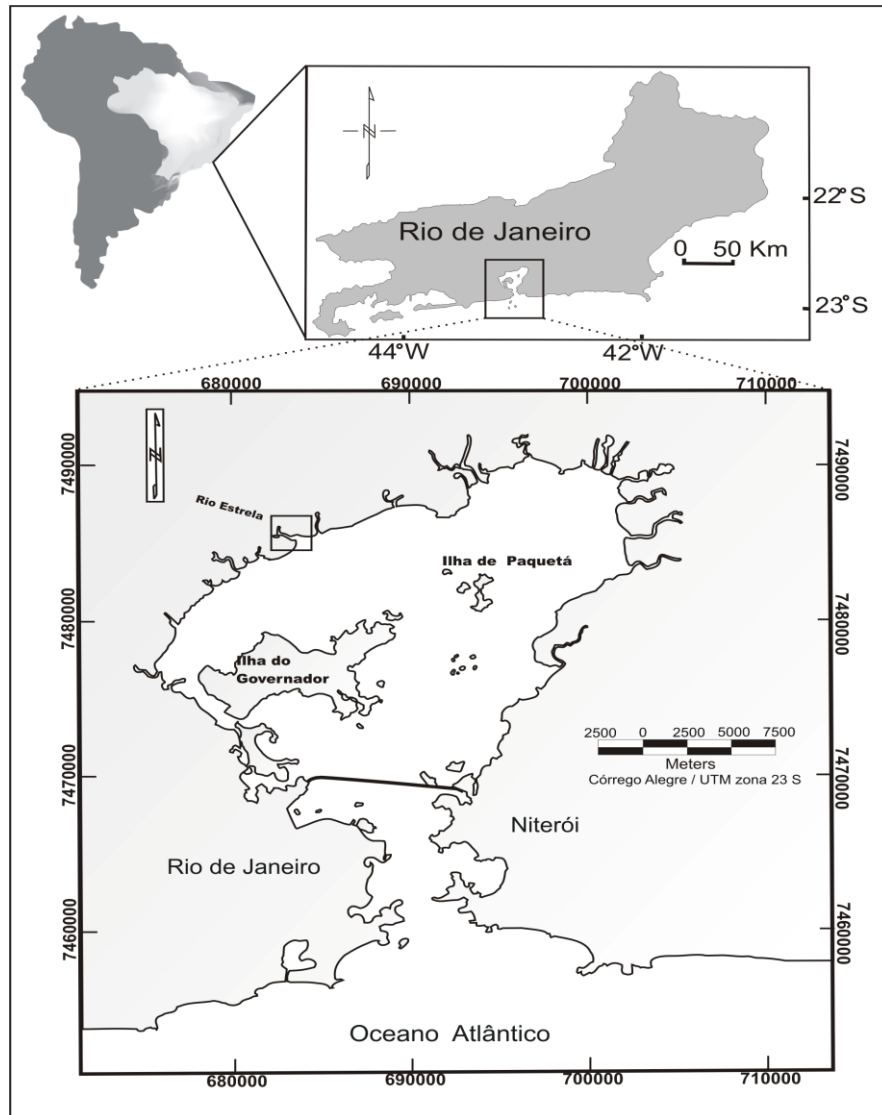 N
22°S
Rio de Janeiro
0 50 Km
23°S
44°W 42°W
680000 690000 700000 710000
N
7490000 7490000
Rio Estrela
Ilha de Paquetá
7480000 7480000
Ilha do
Governador
2500 0 2500 5000 7500
Meters
Córrego Alegre / UTM zona 23 S
7470000 7470000
Niterói
Rio de Janeiro
7460000 7460000
Oceano Atlântico
680000 690000 700000 710000